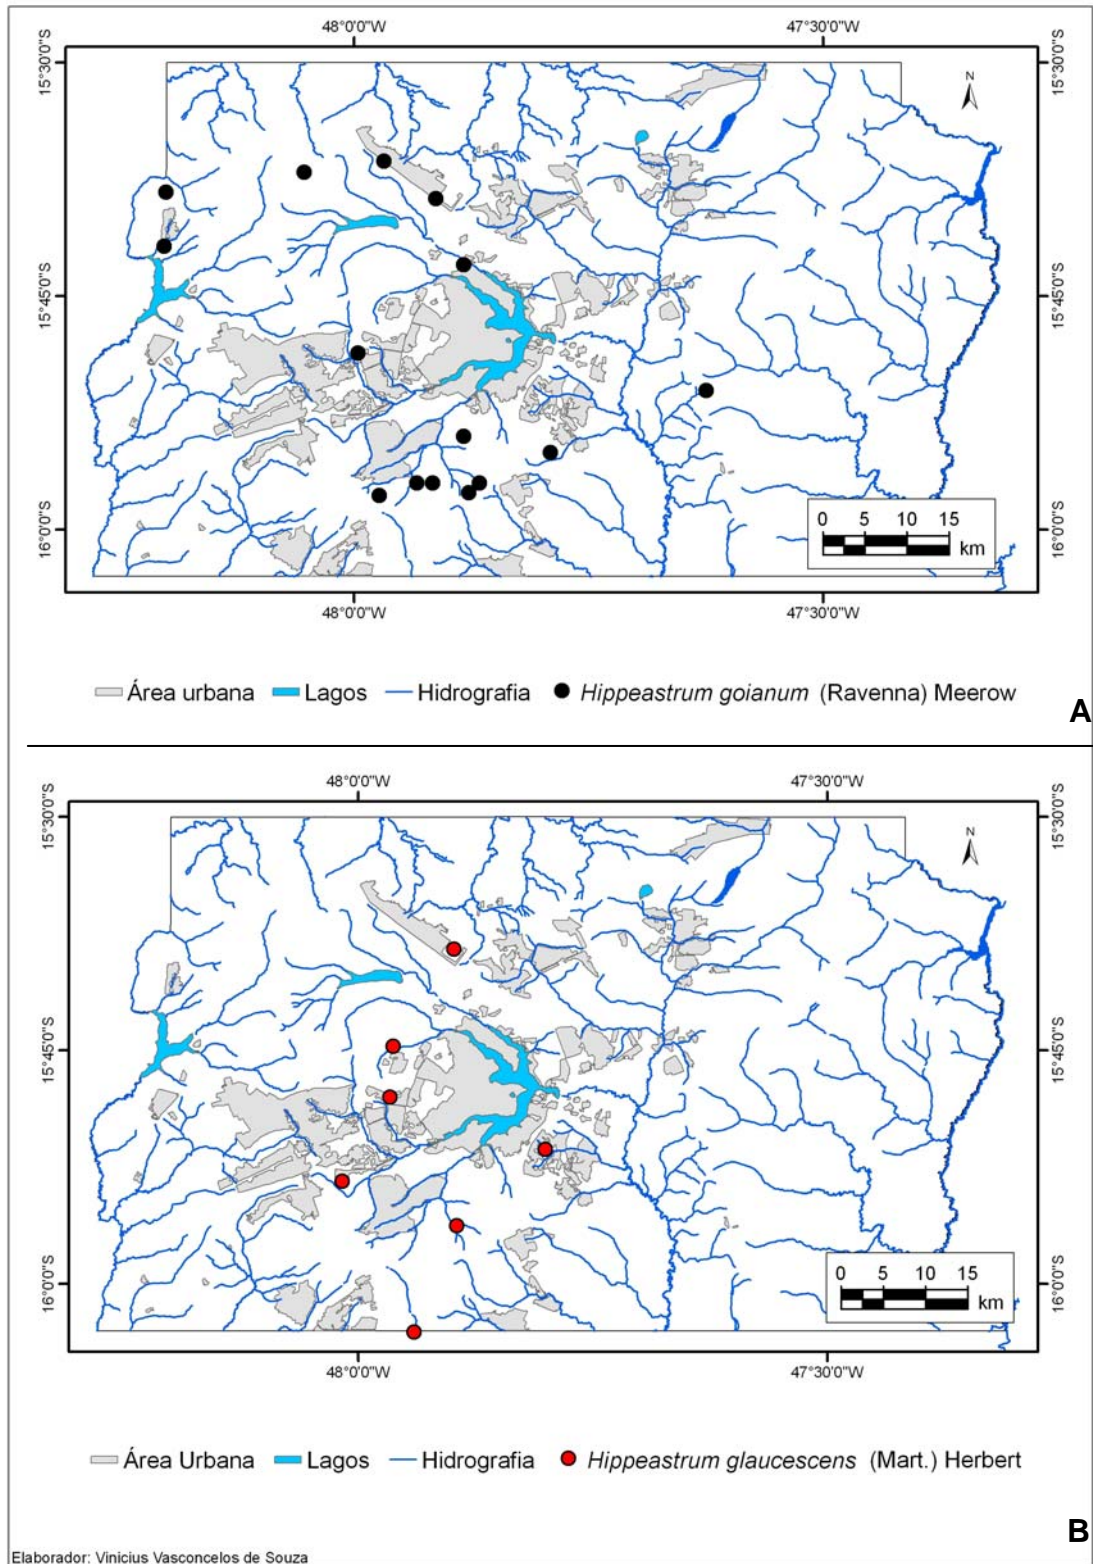 48°0'0"W 47°30'0"W
15°30'0"S 15°30'0"S
N
15°45'0"S 15°45'0"S
16°0'0"S 16°0'0"S
0 5 10 15
km
48°0'0"W 47°30'0"W
Área urbana Lagos Hidrografia Hippeastrum goianum (Ravenna) Meerow
A
48°0'0"W 47°30'0"W
15°30'0"S 15°30'0"S
N
15°45'0"S 15°45'0"S
16°0'0"S 16°0'0"S
0 5 10 15
km
48°0'0"W 47°30'0"W
Área Urbana Lagos Hidrografia Hippeastrum glaucescens (Mart.) Herbert
B
Elaborador: Vinicius Vasconcelos de Souza